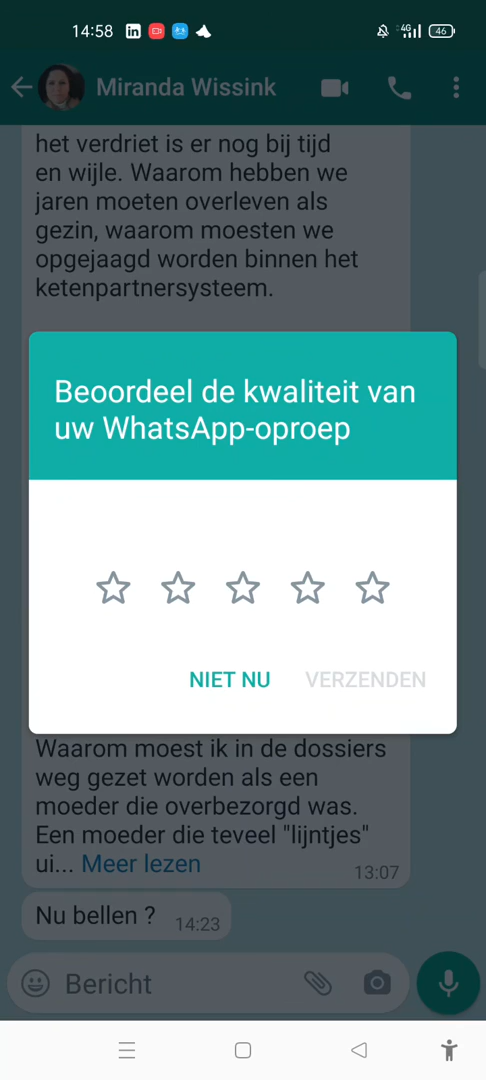 14:58
4G
46
Miranda Wissink
het verdriet is er nog bij tijd
en wijle. Waarom hebben we
jaren moeten overleven als
gezin, waarom moesten we
opgejaagd worden binnen het
ketenpartnersysteem.
Beoordeel de kwaliteit van
uw WhatsApp-oproep
NIET NU
VERZENDEN
Waarom moest ik in de dossiers
weg gezet worden als een
moeder die overbezorgd was.
Een moeder die teveel "lijntjes"
ui... Meer lezen
13:07
Nu bellen ?
14:23
Bericht